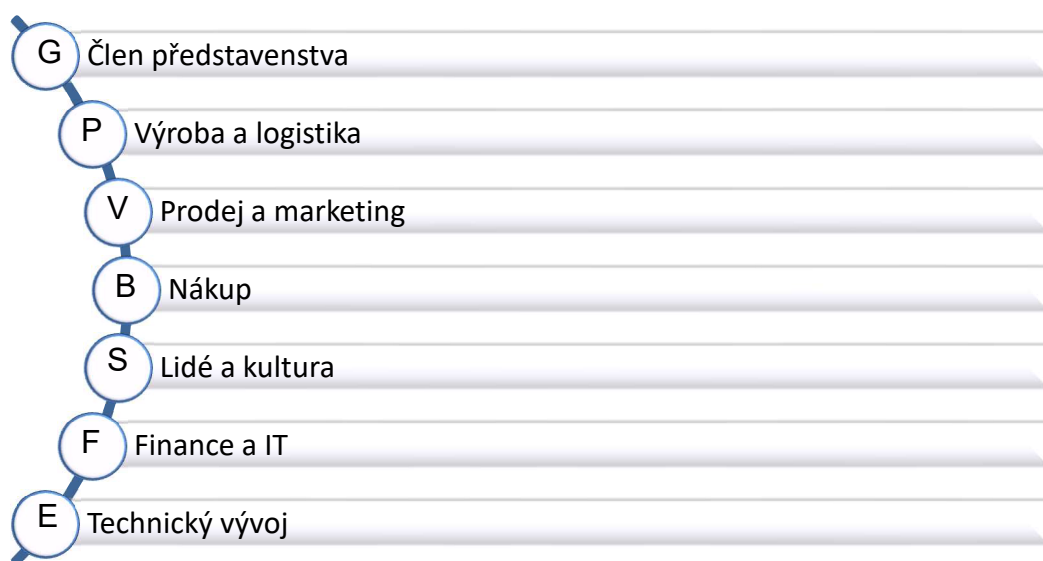 G Člen představenstva
P Výroba a logistika
V Prodej a marketing
B Nákup
S Lidé a kultura
F Finance a IT
E Technický vývoj